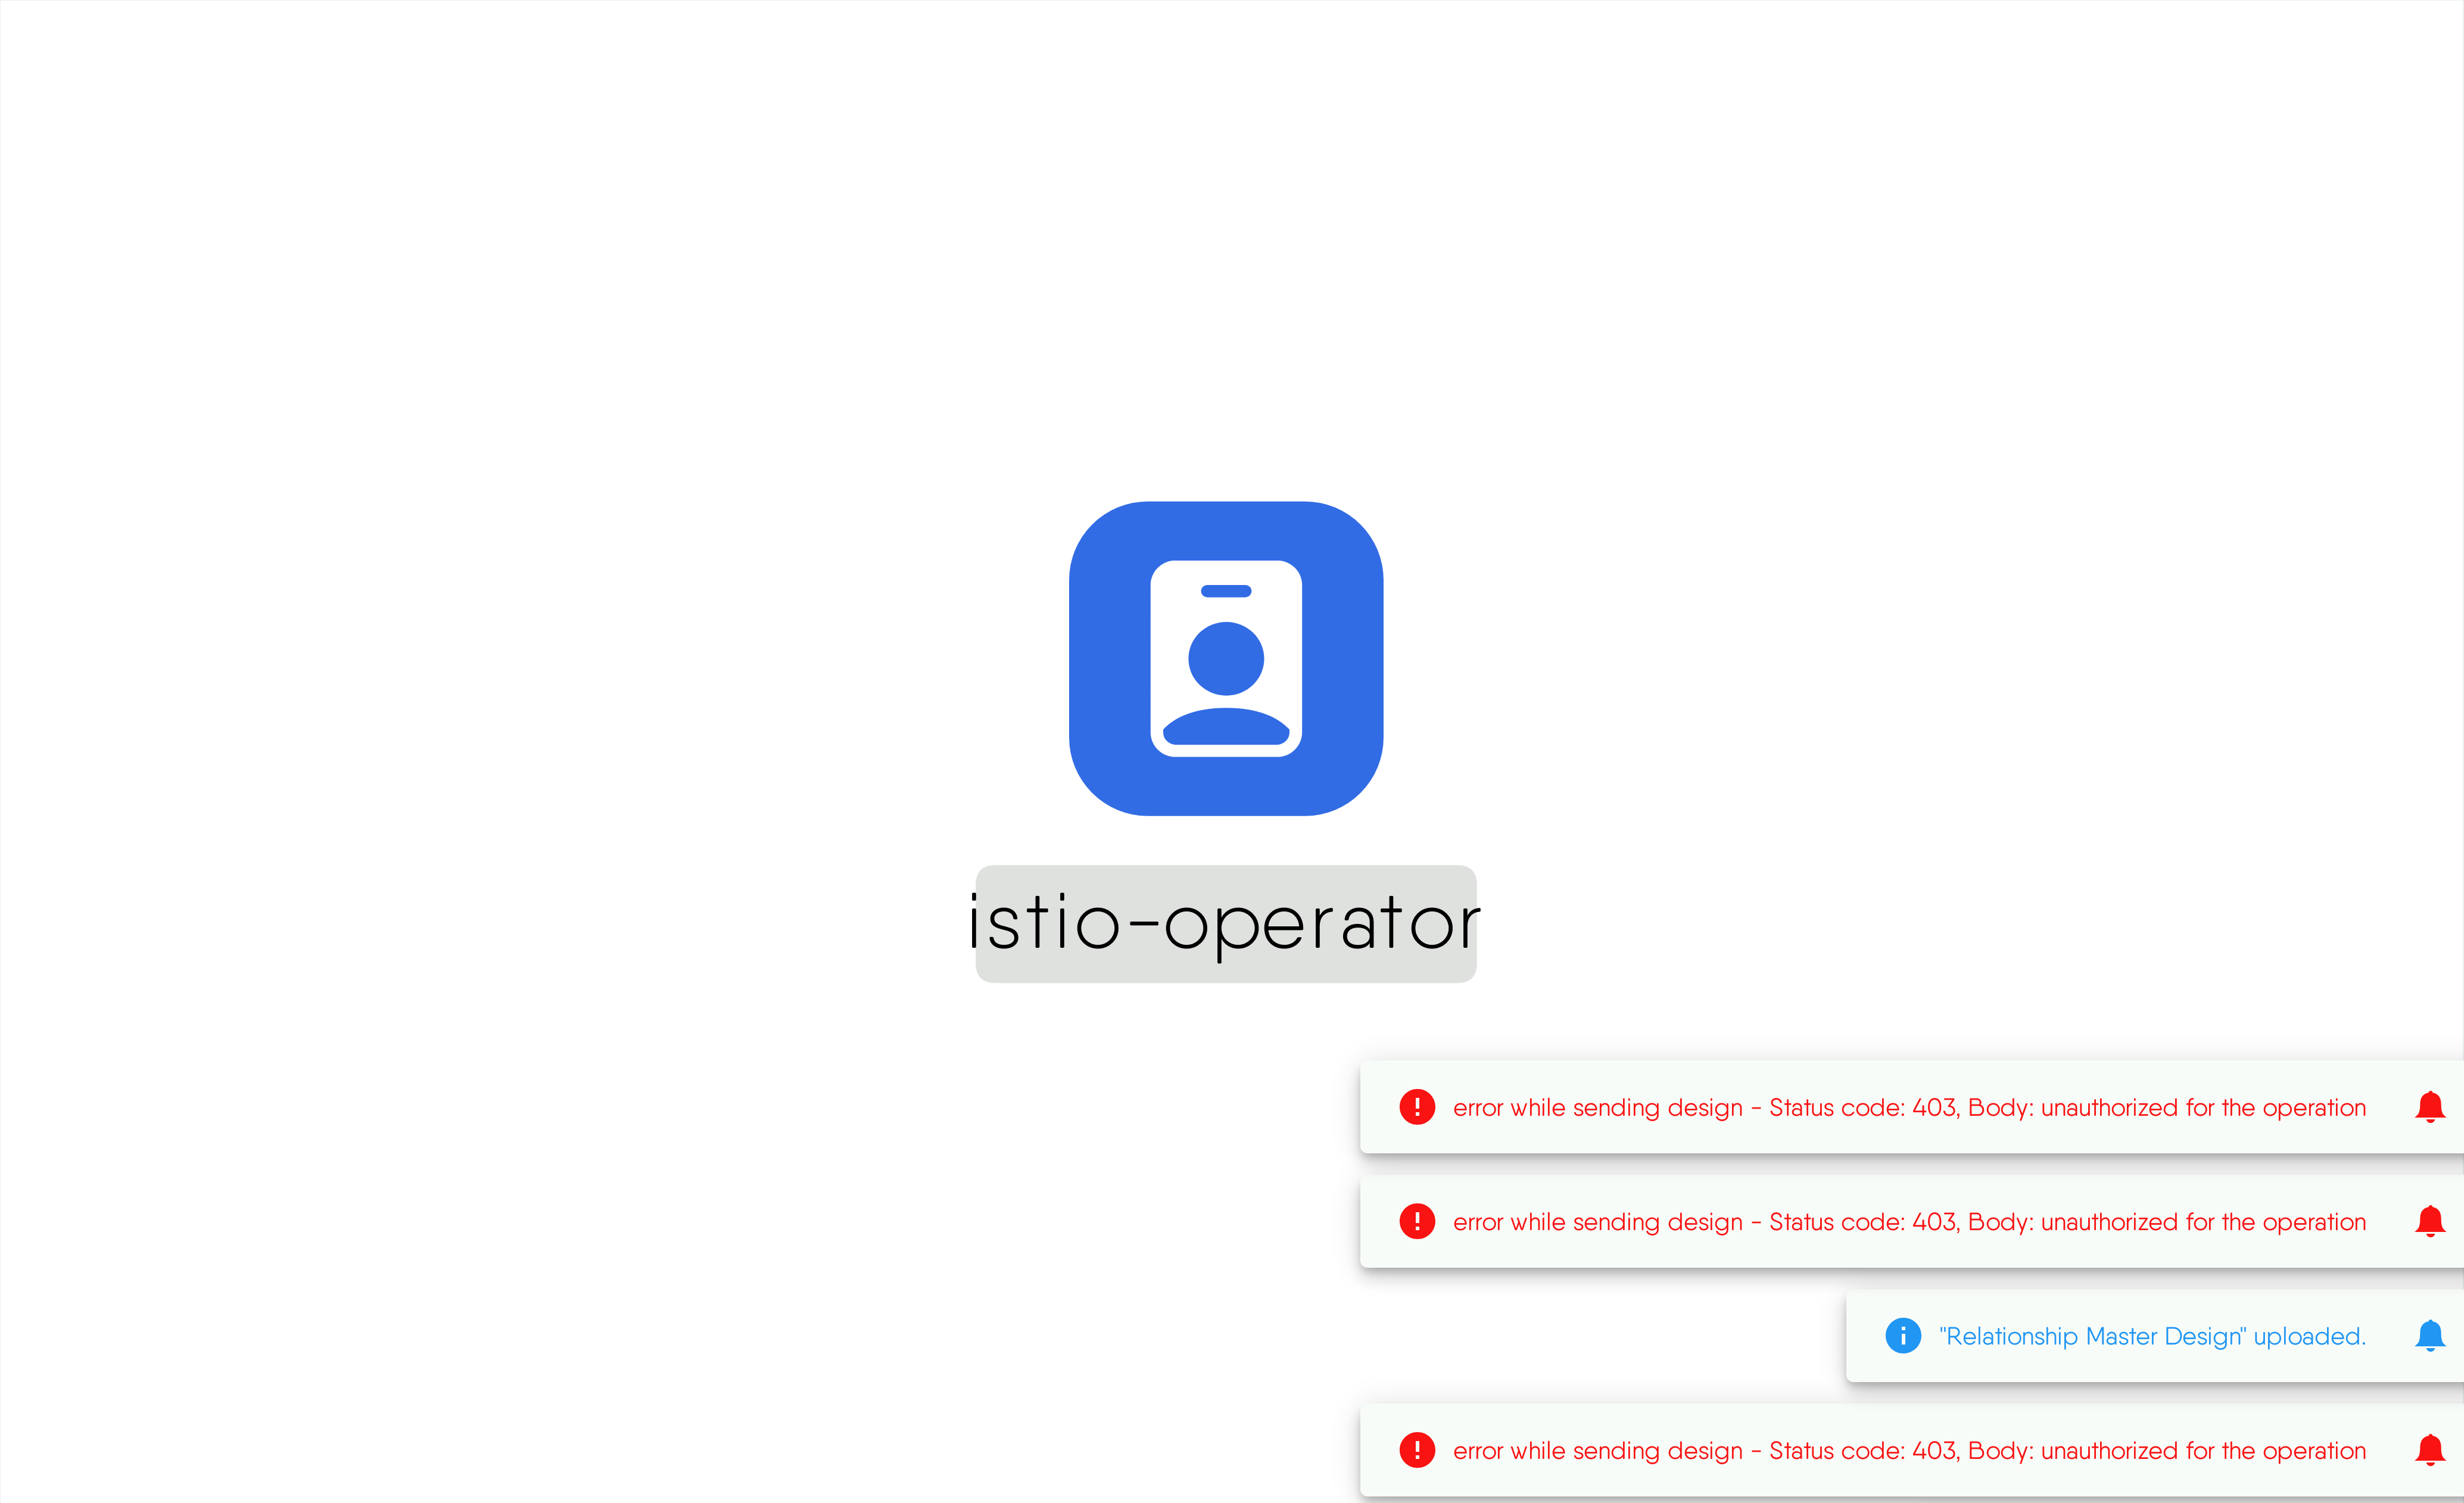 istio-operator
error while sending design - Status code: 403, Body: unauthorized for the operation
error while sending design - Status code: 403, Body: unauthorized for the operation
"Relationship Master Design" uploaded.
error while sending design - Status code: 403, Body: unauthorized for the operation